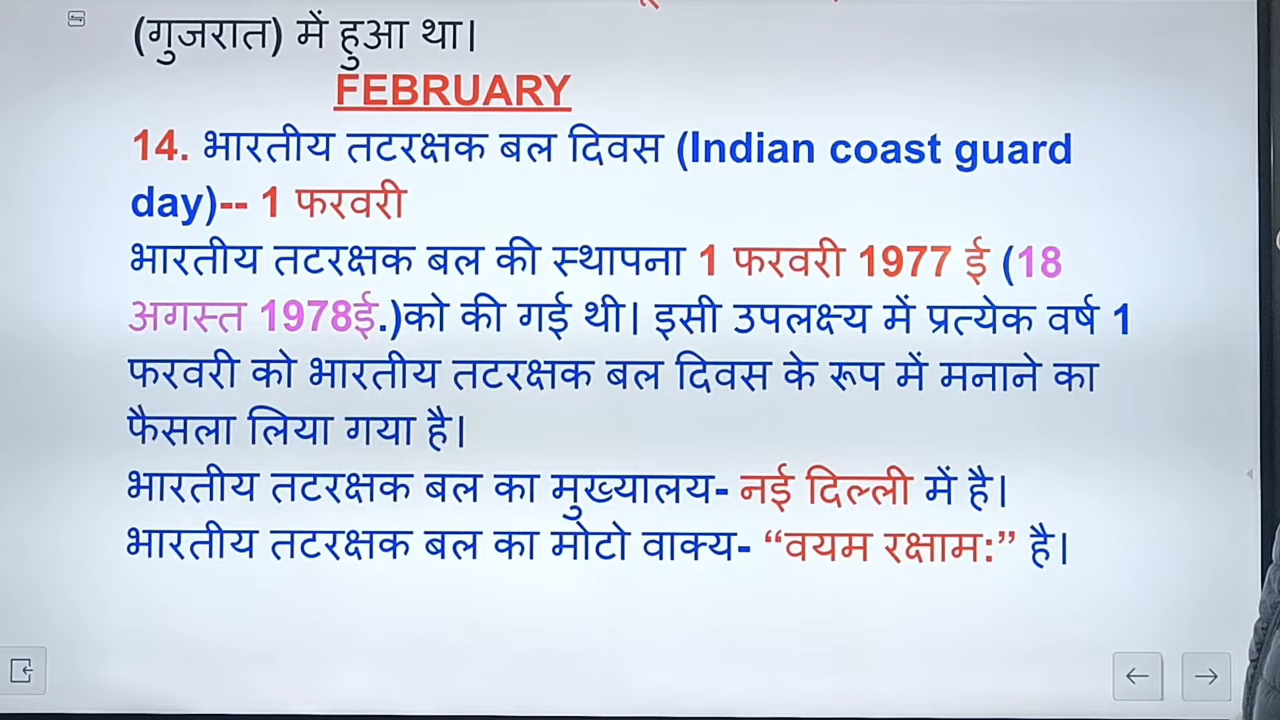 (गुजरात) में हुआ था।
FEBRUARY
14. भारतीय तटरक्षक बल दिवस (Indian coast guard
day)-- 1 फरवरी
भारतीय तटरक्षक बल की स्थापना 1 फरवरी 1977 ई (18
अगस्त 1978ई.)को की गई थी। इसी उपलक्ष्य में प्रत्येक वर्ष 1
फरवरी को भारतीय तटरक्षक बल दिवस के रूप में मनाने का
फैसला लिया गया है।
भारतीय तटरक्षक बल का मुख्यालय- नई दिल्ली में है।
भारतीय तटरक्षक बल का मोटो वाक्य- “वयम रक्षाम:” है।